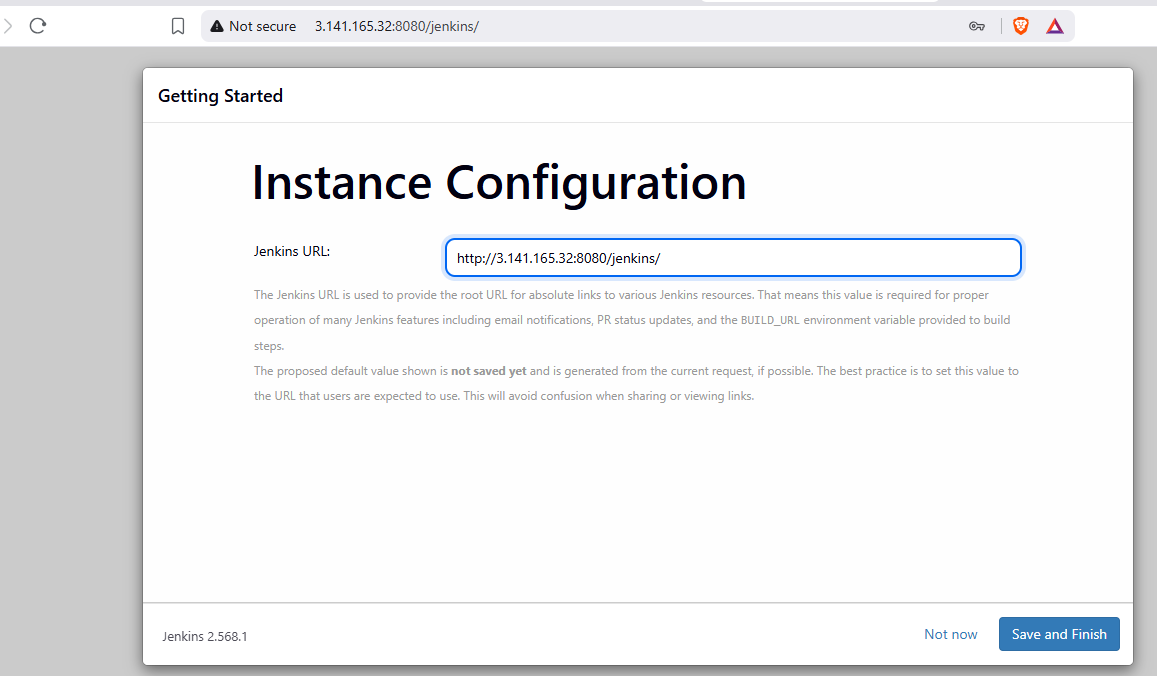 Not secure 3.141.165.32:8080/jenkins/
Getting Started
Instance Configuration
Jenkins URL:
http://3.141.165.32:8080/jenkins/
The Jenkins URL is used to provide the root URL for absolute links to various Jenkins resources. That means this value is required for proper
operation of many Jenkins features including email notifications, PR status updates, and the BUILD_URL environment variable provided to build
steps.
The proposed default value shown is not saved yet and is generated from the current request, if possible. The best practice is to set this value to
the URL that users are expected to use. This will avoid confusion when sharing or viewing links.
Jenkins 2.568.1
Not now
Save and Finish